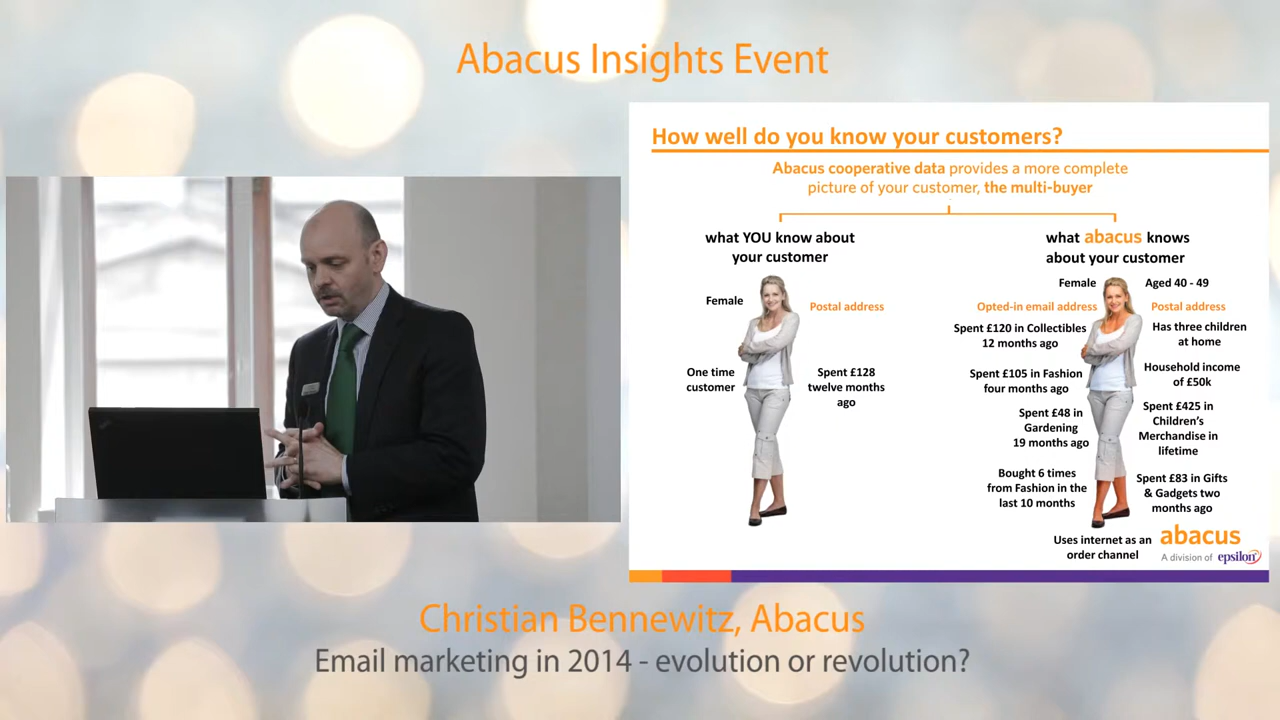 Abacus Insights Event
How well do you know your customers?
Abacus cooperative data provides a more complete
picture of your customer, the multi-buyer
what YOU know about
your customer
Female
Postal address
One time
customer
Spent £128
twelve months
ago
what abacus knows
about your customer
Female
Aged 40 - 49
Opted-in email address
Postal address
Spent £120 in Collectibles
12 months ago
Has three children
at home
Spent £105 in Fashion
four months ago
Household income
of £50k
Spent £48 in
Gardening
19 months ago
Spent £425 in
Children's
Merchandise in
lifetime
Bought 6 times
from Fashion in the
last 10 months
Spent £83 in Gifts
& Gadgets two
months ago
Uses internet as an
order channel
abacus
A division of epsilon
Christian Bennewitz, Abacus
Email marketing in 2014 - evolution or revolution?